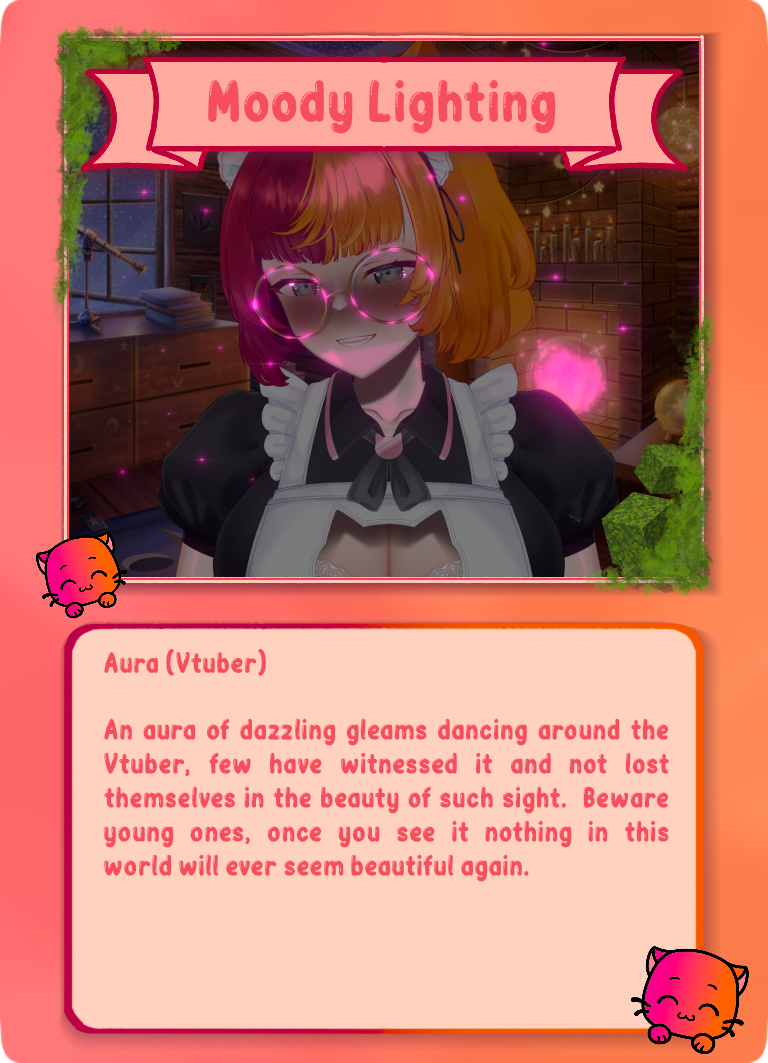 Moody Lighting
Aura (Vtuber)
An aura of dazzling gleams dancing around the
Vtuber, few have witnessed it and not lost
themselves in the beauty of such sight. Beware
young ones, once you see it nothing in this
world will ever seem beautiful again.